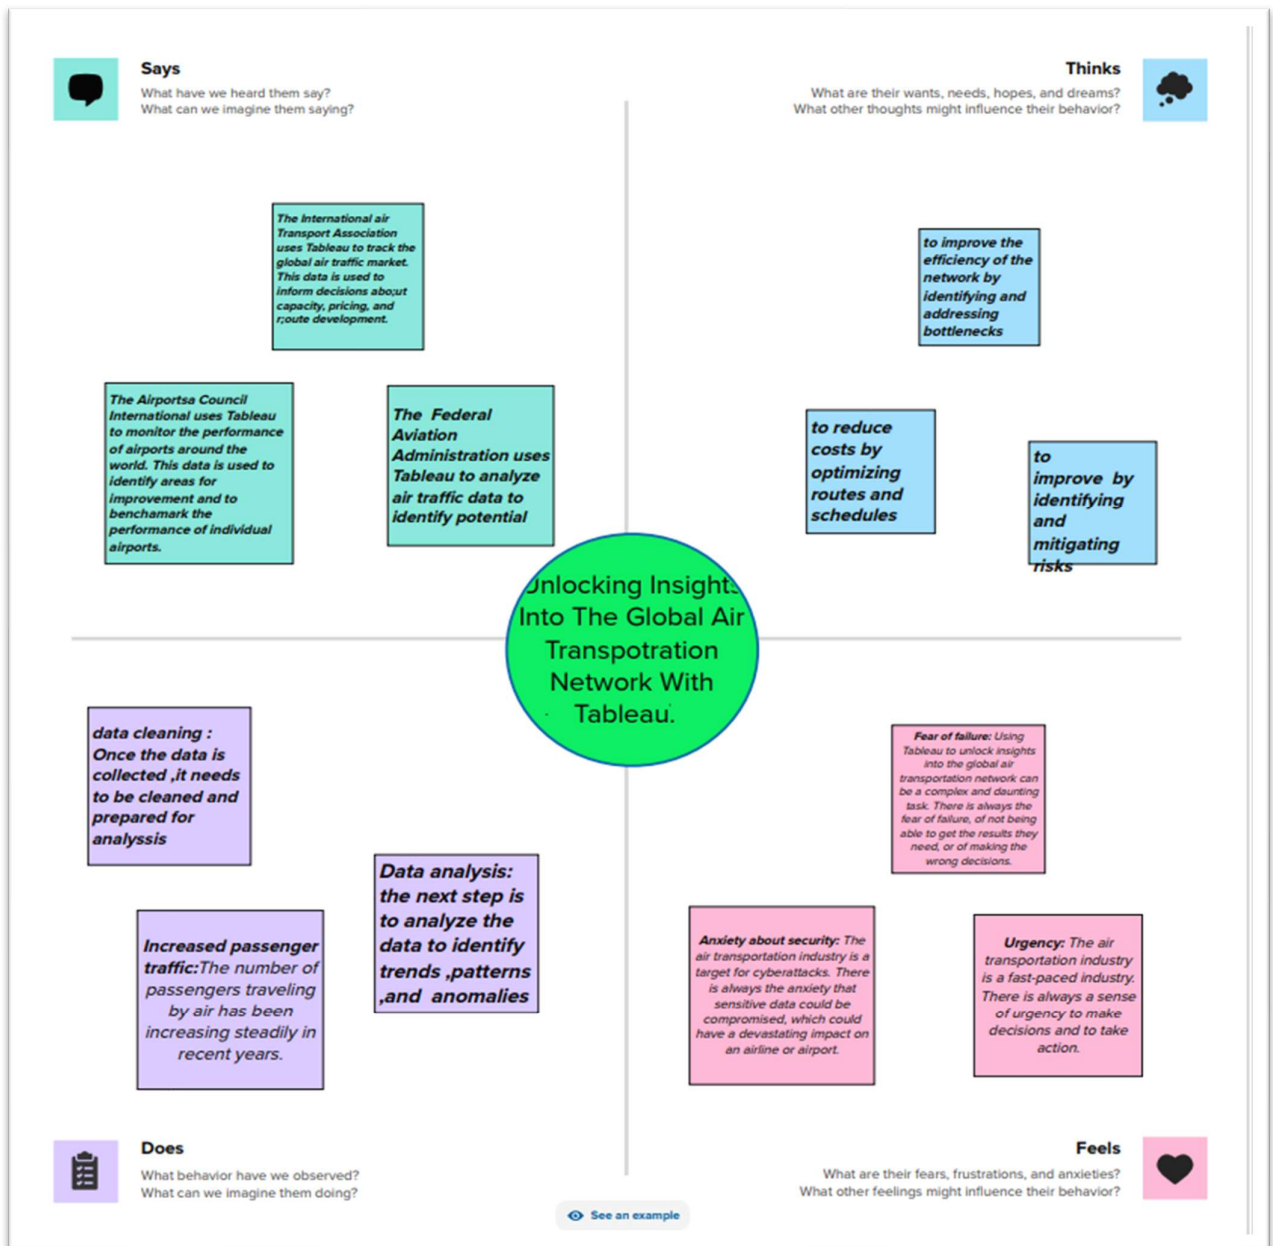 Says
What have we heard them say?
What can we imagine them saying?
Thinks
What are their wants, needs, hopes, and dreams?
What other thoughts might influence their behavior?
The International air
Transport Association
uses Tableau to track the
global air traffic market.
This data is used to
inform decisions abo;ut
capacity, pricing, and
r;oute development.
The Airportsa Council
International uses Tableau
to monitor the performance
of airports around the
world. This data is used to
identify areas for
improvement and to
benchamark the
performance of individual
airports.
The Federal
Aviation
Administration uses
Tableau to analyze
air traffic data to
identify potential
to improve the
efficiency of the
network by
identifying and
addressing
bottlenecks
to reduce
costs by
optimizing
routes and
schedules
to
improve by
identifying
and
mitigating
risks
Unlocking Insights
Into The Global Air
Transpotration
Network With
Tableau.
data cleaning :
Once the data is
collected ,it needs
to be cleaned and
prepared for
analyssis
Increased passenger
traffic:The number of
passengers traveling
by air has been
increasing steadily in
recent years.
Data analysis:
the next step is
to analyze the
data to identify
trends ,patterns
,and anomalies
Fear of failure: Using
Tableau to unlock insights
into the global air
transportation network can
be a complex and daunting
task. There is always the
fear of failure, of not being
able to get the results they
need, or of making the
wrong decisions.
Anxiety about security: The
air transportation industry is a
target for cyberattacks. There
is always the anxiety that
sensitive data could be
compromised, which could
have a devastating impact on
an airline or airport.
Urgency: The air
transportation industry
is a fast-paced industry.
There is always a sense
of urgency to make
decisions and to take
action.
Does
What behavior have we observed?
What can we imagine them doing?
Feels
What are their fears, frustrations, and anxieties?
What other feelings might influence their behavior?
See an example